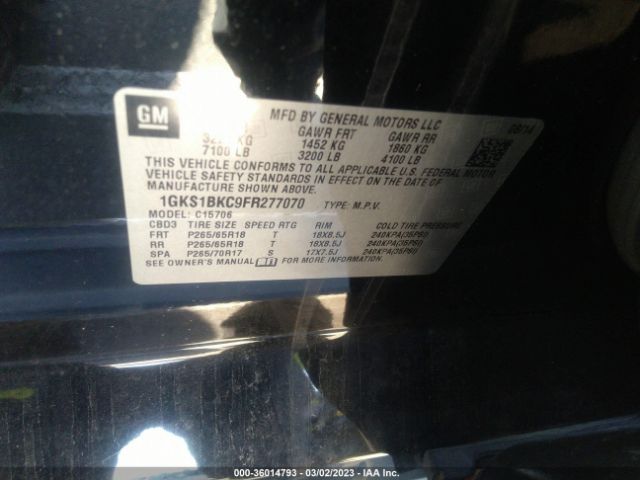 GM MFD BY GENERAL MOTORS LLC 08/14
GAWR FRT GAWR RR
KG 1452 KG 1860 KG
7100 LB 3200 LB 4100 LB
THIS VEHICLE CONFORMS TO ALL APPLICABLE U.S. FEDERAL MOTOR
VEHICLE SAFETY STANDARDS IN EFFECT ON THE DATE OF
MANUFACTURE SHOWN ABOVE.
1GKS1BKC9FR277070 TYPE: M.P.V.
MODEL: C15706
CBD3 TIRE SIZE SPEED RTG RIM COLD TIRE PRESSURE
FRT P265/65R18 T 18X8.5J 240KPA(35PSI)
RR P265/65R18 T 18X8.5J 240KPA(35PSI)
SPA P265/70R17 S 17X7.5J 240KPA(35PSI)
SEE OWNER'S MANUAL FOR MORE INFORMATION.
000-36014793 - 03/02/2023 - IAA Inc.